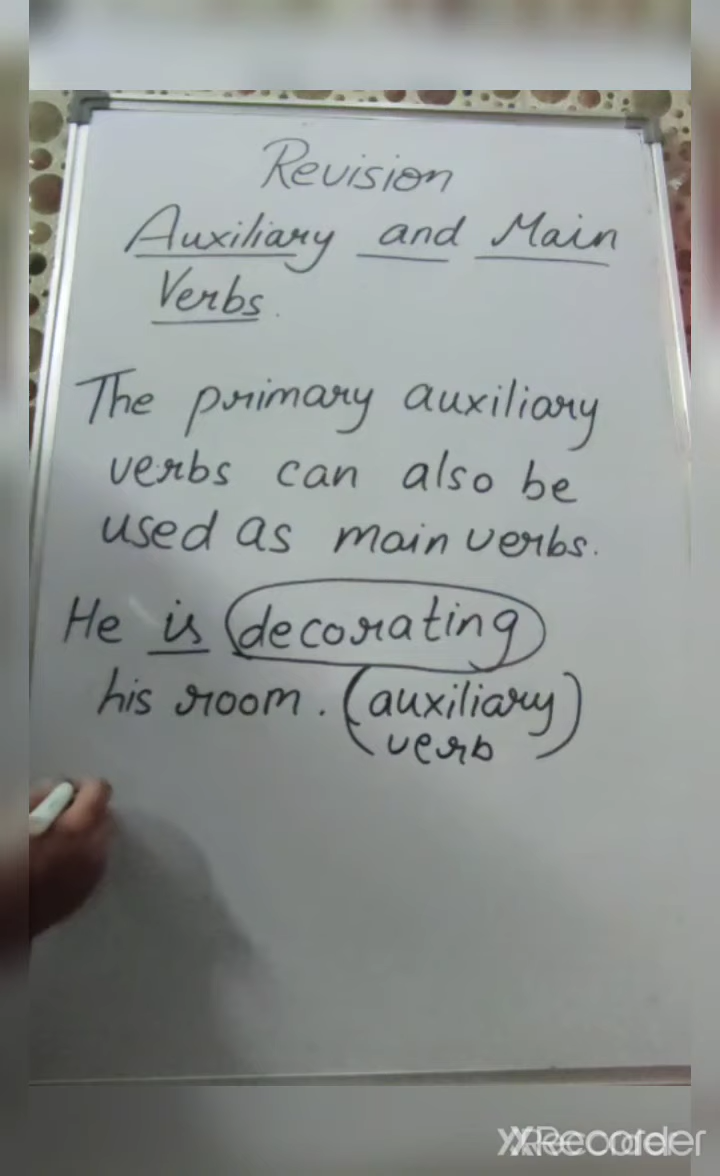 Revision
Auxiliary and Main
Verbs.
The primary auxiliary
verbs can also be
used as main verbs.
He is decorating
his room. (auxiliary
verb)
XRecorder